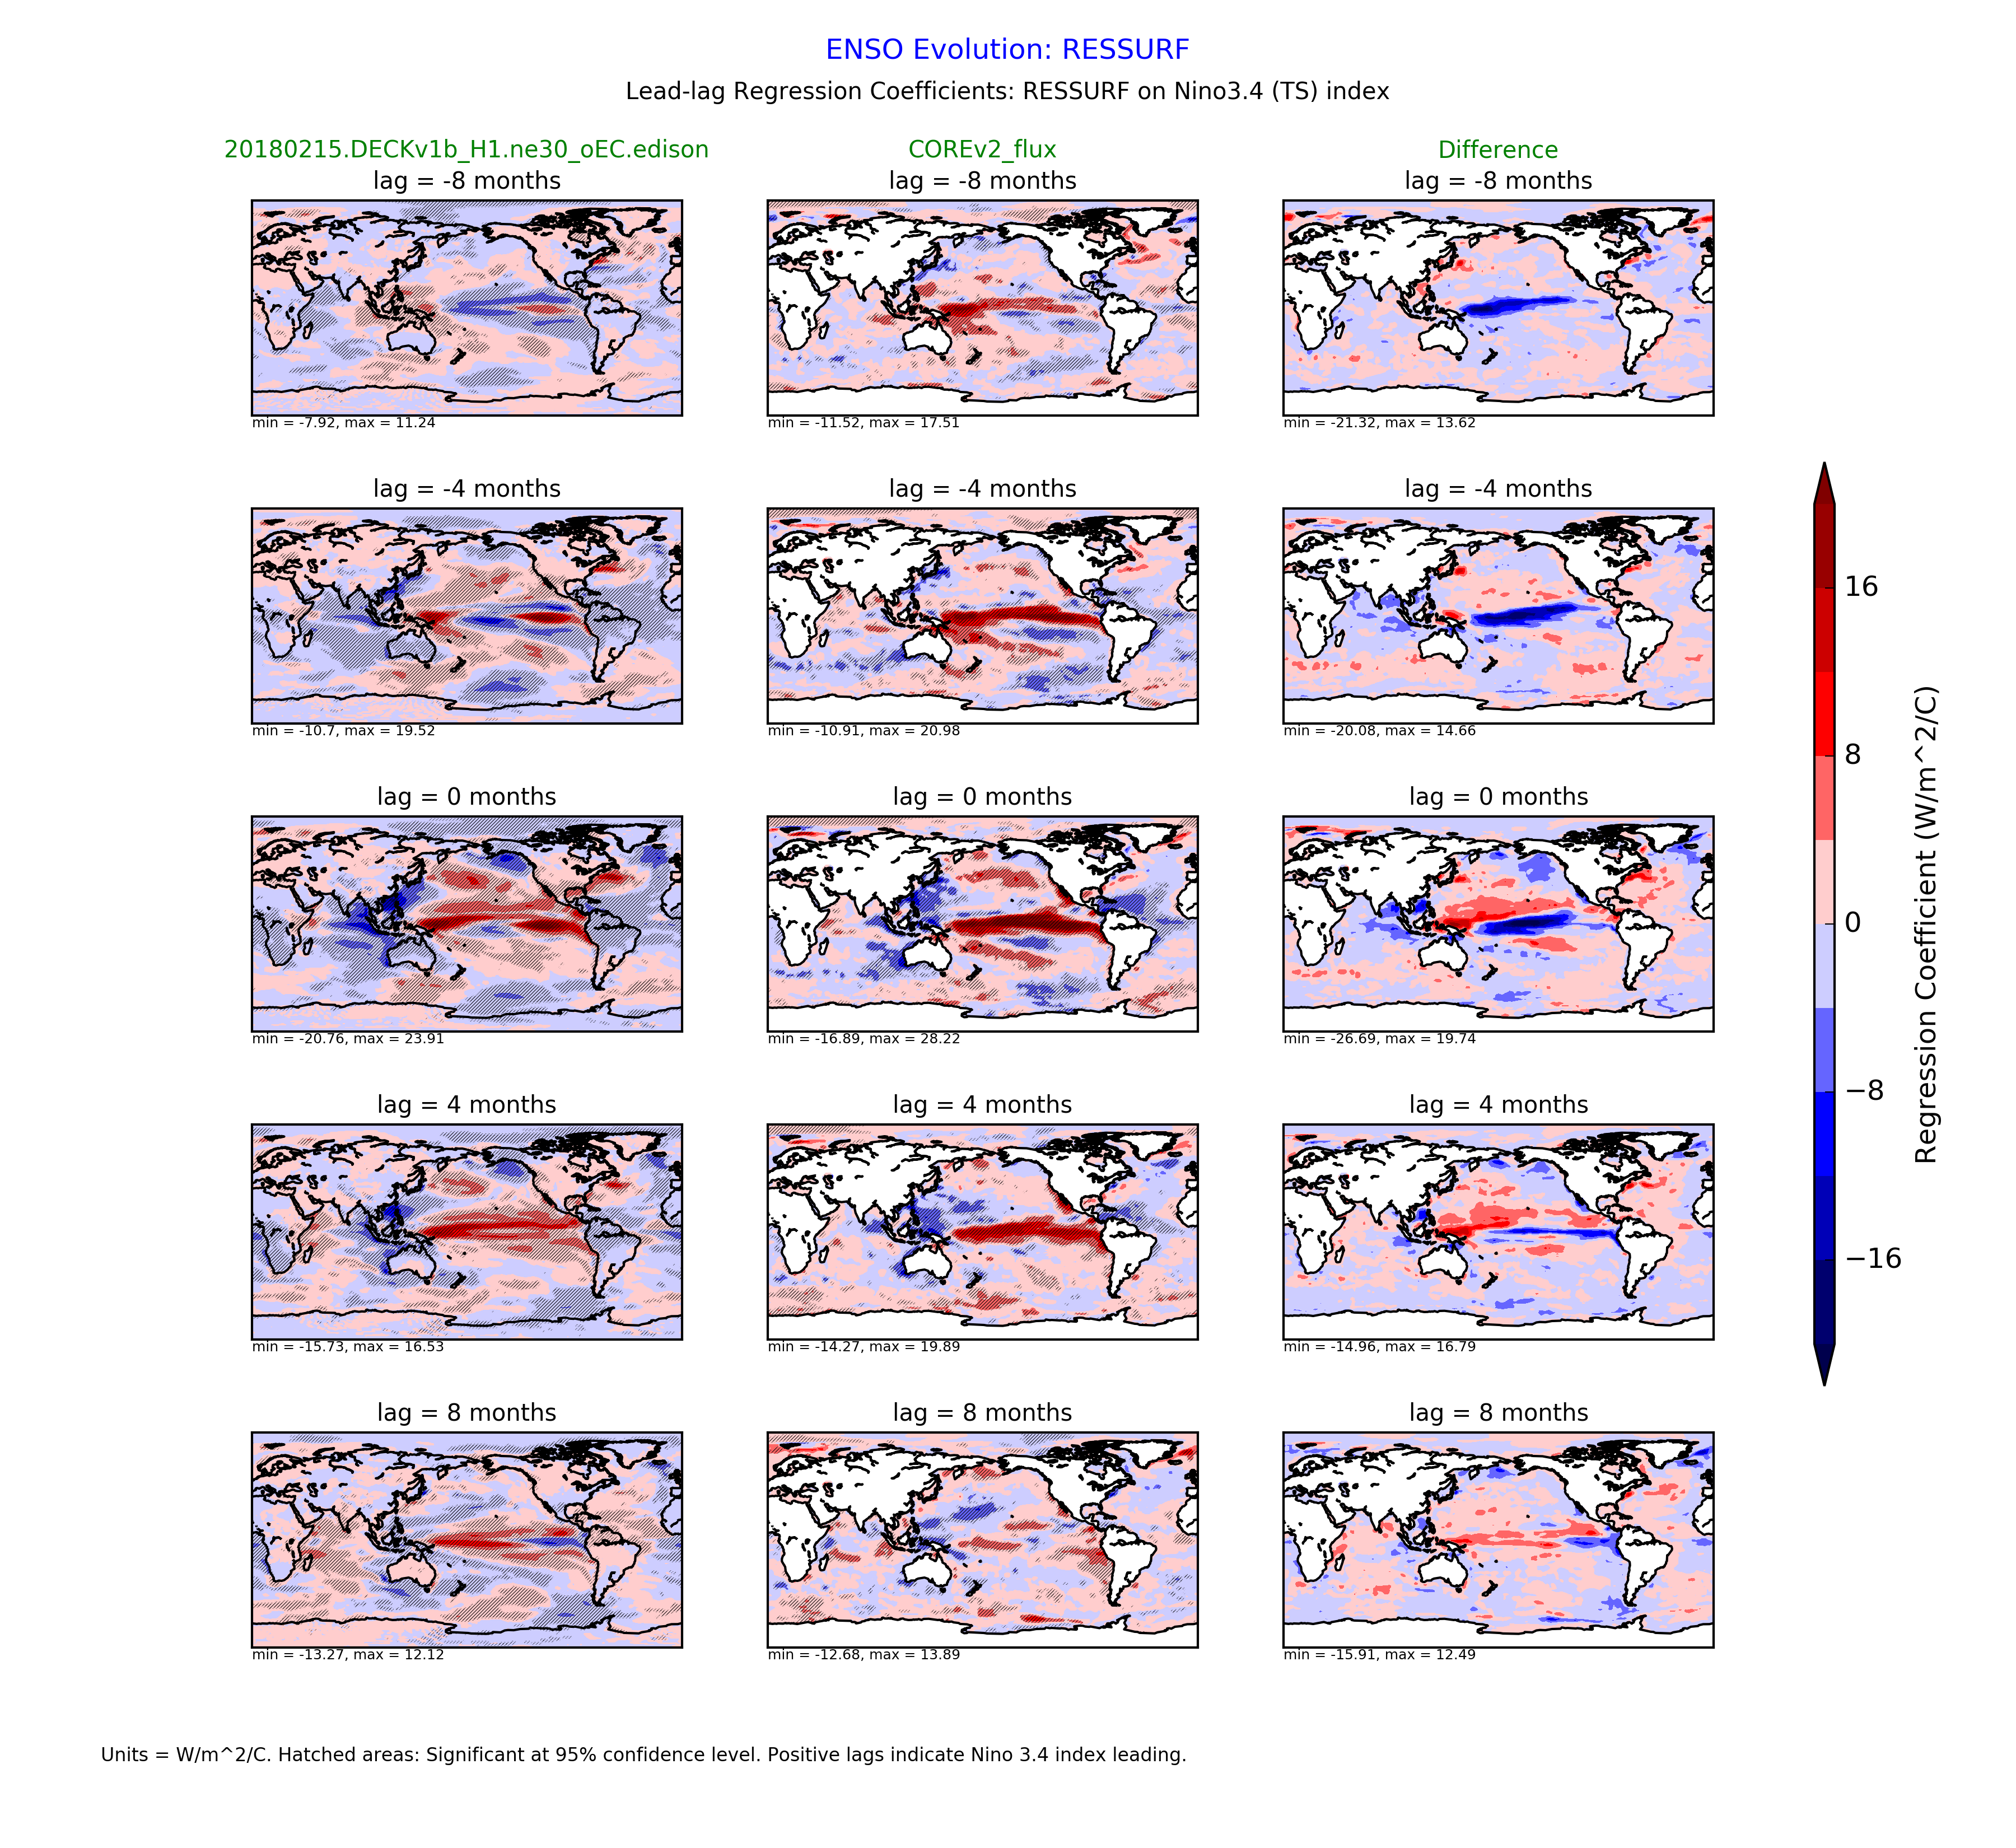 ENSO Evolution: RESSURF
Lead-lag Regression Coefficients: RESSURF on Nino3.4 (TS) index
20180215.DECKv1b_H1.ne30_oEC.edison COREv2_flux Difference
lag = -8 months lag = -8 months lag = -8 months
min = -7.92, max = 11.24 min = -11.52, max = 17.51 min = -21.32, max = 13.62
lag = -4 months lag = -4 months lag = -4 months
min = -10.7, max = 19.52 min = -10.91, max = 20.98 min = -20.08, max = 14.66
lag = 0 months lag = 0 months lag = 0 months
min = -20.76, max = 23.91 min = -16.89, max = 28.22 min = -26.69, max = 19.74
lag = 4 months lag = 4 months lag = 4 months
min = -15.73, max = 16.53 min = -14.27, max = 19.89 min = -14.96, max = 16.79
lag = 8 months lag = 8 months lag = 8 months
min = -13.27, max = 12.12 min = -12.68, max = 13.89 min = -15.91, max = 12.49
16
8
0
−8
−16
Regression Coefficient (W/m^2/C)
Units = W/m^2/C. Hatched areas: Significant at 95% confidence level. Positive lags indicate Nino 3.4 index leading.